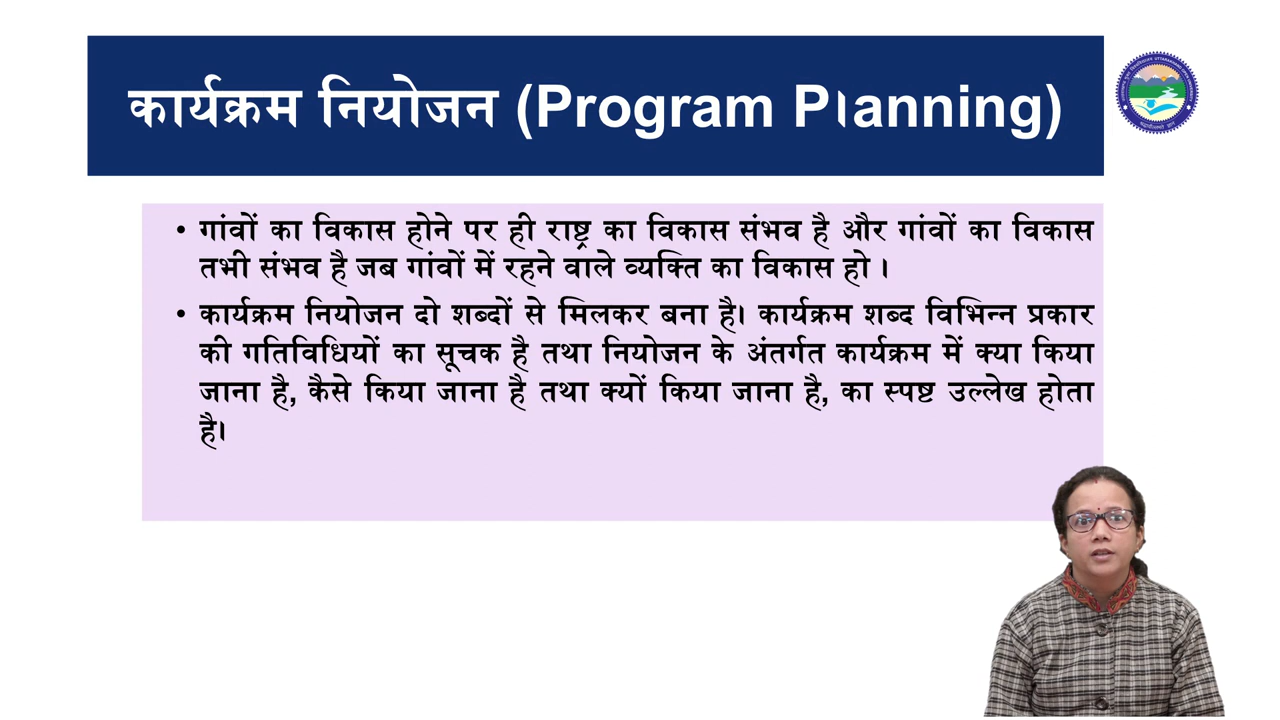 कार्यक्रम नियोजन (Program P।anning)
• गांवों का विकास होने पर ही राष्ट्र का विकास संभव है और गांवों का विकास
तभी संभव है जब गांवों में रहने वाले व्यक्ति का विकास हो ।
• कार्यक्रम नियोजन दो शब्दों से मिलकर बना है। कार्यक्रम शब्द विभिन्न प्रकार
की गतिविधियों का सूचक है तथा नियोजन के अंतर्गत कार्यक्रम में क्या किया
जाना है, कैसे किया जाना है तथा क्यों किया जाना है, का स्पष्ट उल्लेख होता
है।